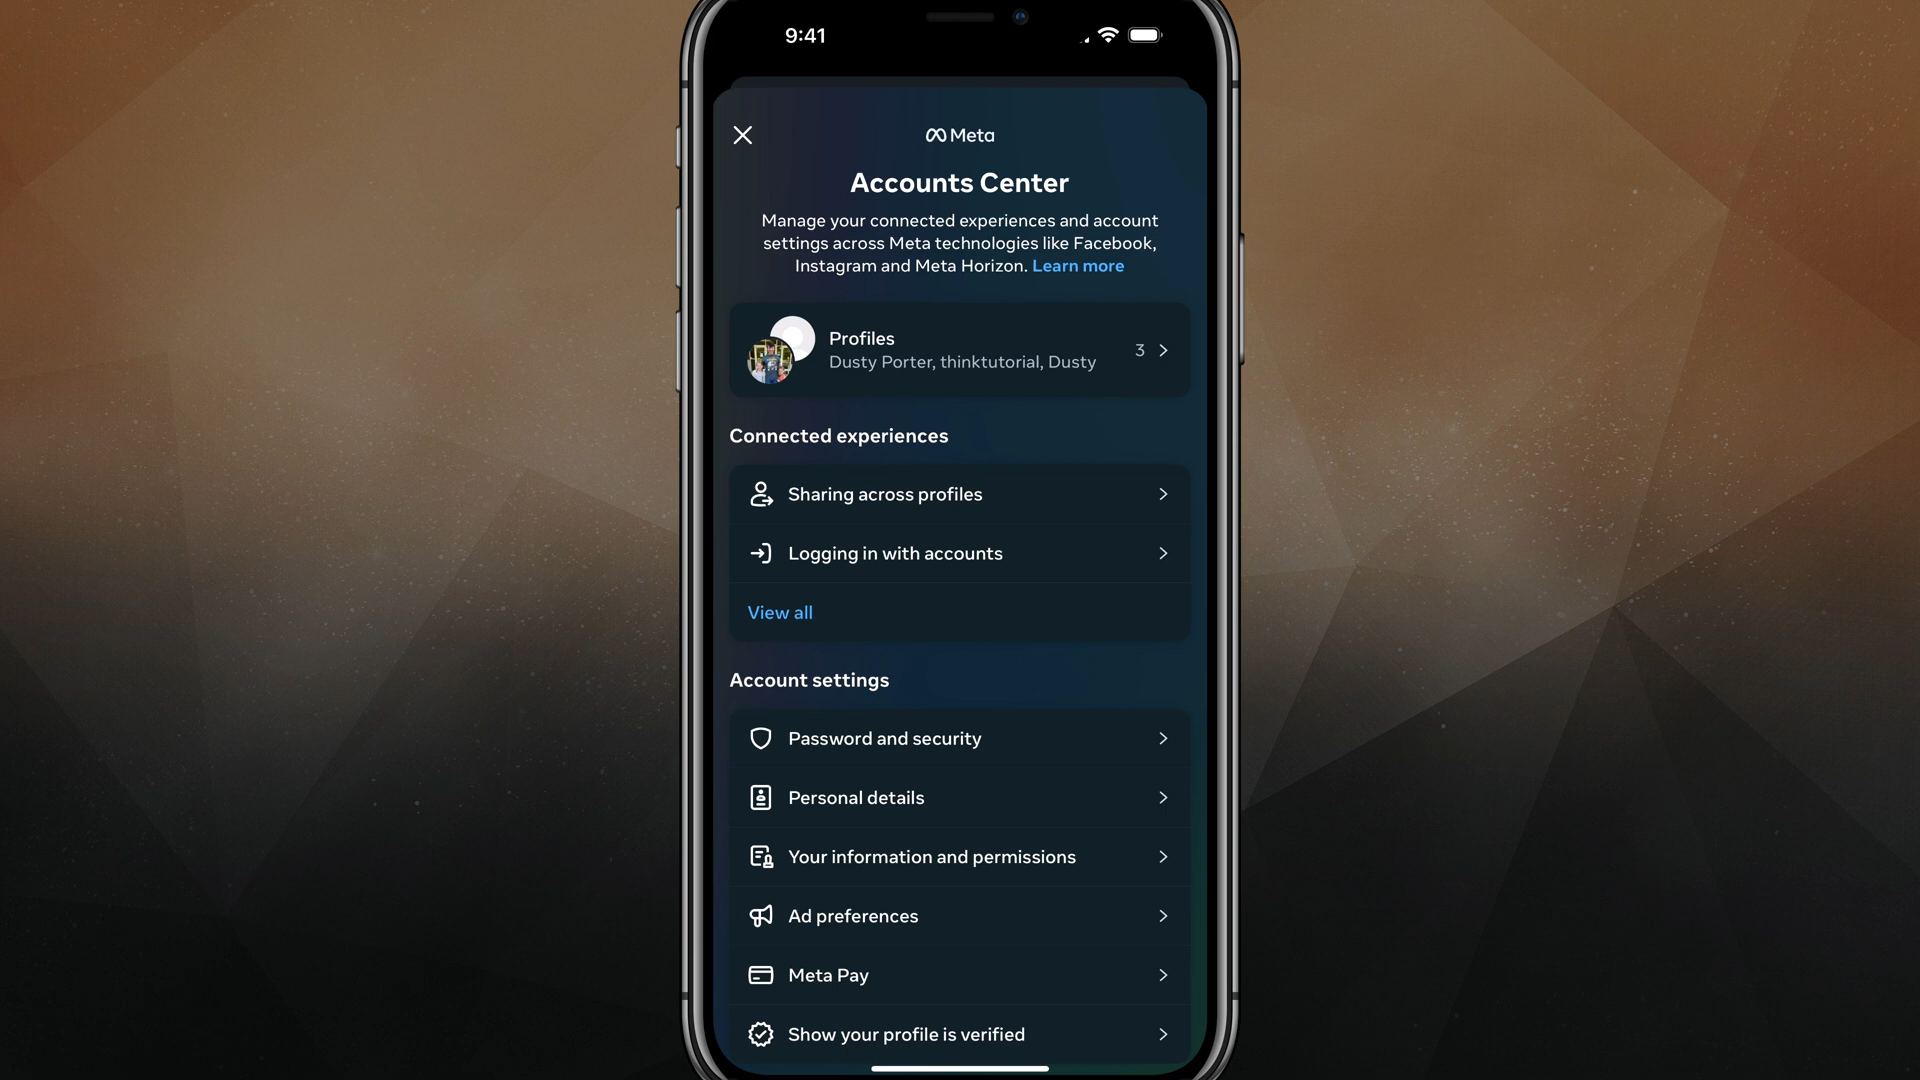 9:41
Meta
Accounts Center
Manage your connected experiences and account
settings across Meta technologies like Facebook,
Instagram and Meta Horizon. Learn more
Profiles
Dusty Porter, thinktutorial, Dusty
3
Connected experiences
Sharing across profiles
Logging in with accounts
View all
Account settings
Password and security
Personal details
Your information and permissions
Ad preferences
Meta Pay
Show your profile is verified